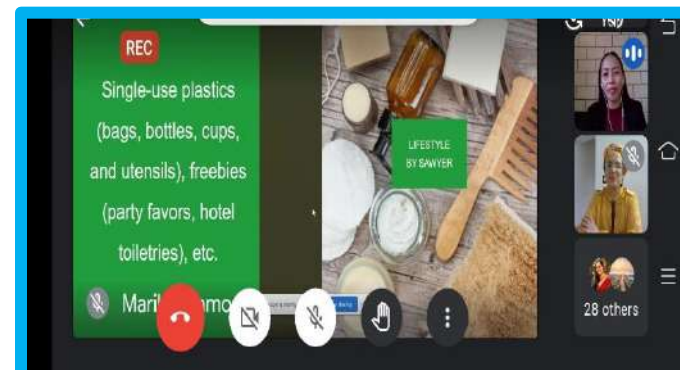 REC
Single-use plastics
(bags, bottles, cups,
and utensils), freebies
(party favors, hotel
toiletries), etc.
LIFESTYLE
BY SAWYER
28 others